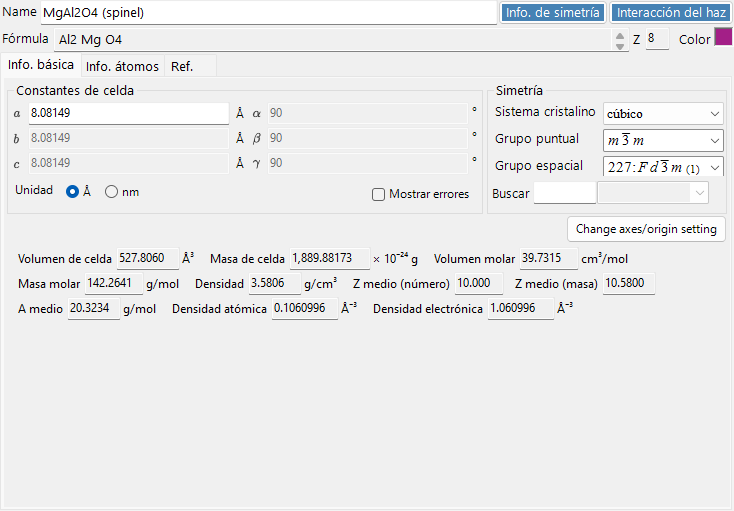 Name MgAl2O4 (spinel) Info. de simetría Interacción del haz
Fórmula Al2 Mg O4 Z 8 Color
Info. básica Info. átomos Ref.
Constantes de celda
a 8.08149 Å α 90 °
b 8.08149 Å β 90 °
c 8.08149 Å γ 90 °
Unidad Å nm Mostrar errores
Simetría
Sistema cristalino cúbico
Grupo puntual m 3̅ m
Grupo espacial 227: F d 3̅ m (1)
Buscar
Change axes/origin setting
Volumen de celda 527.8060 Å³ Masa de celda 1,889.88173 × 10⁻²⁴ g Volumen molar 39.7315 cm³/mol
Masa molar 142.2641 g/mol Densidad 3.5806 g/cm³ Z medio (número) 10.000 Z medio (masa) 10.5800
A medio 20.3234 g/mol Densidad atómica 0.1060996 Å⁻³ Densidad electrónica 1.060996 Å⁻³